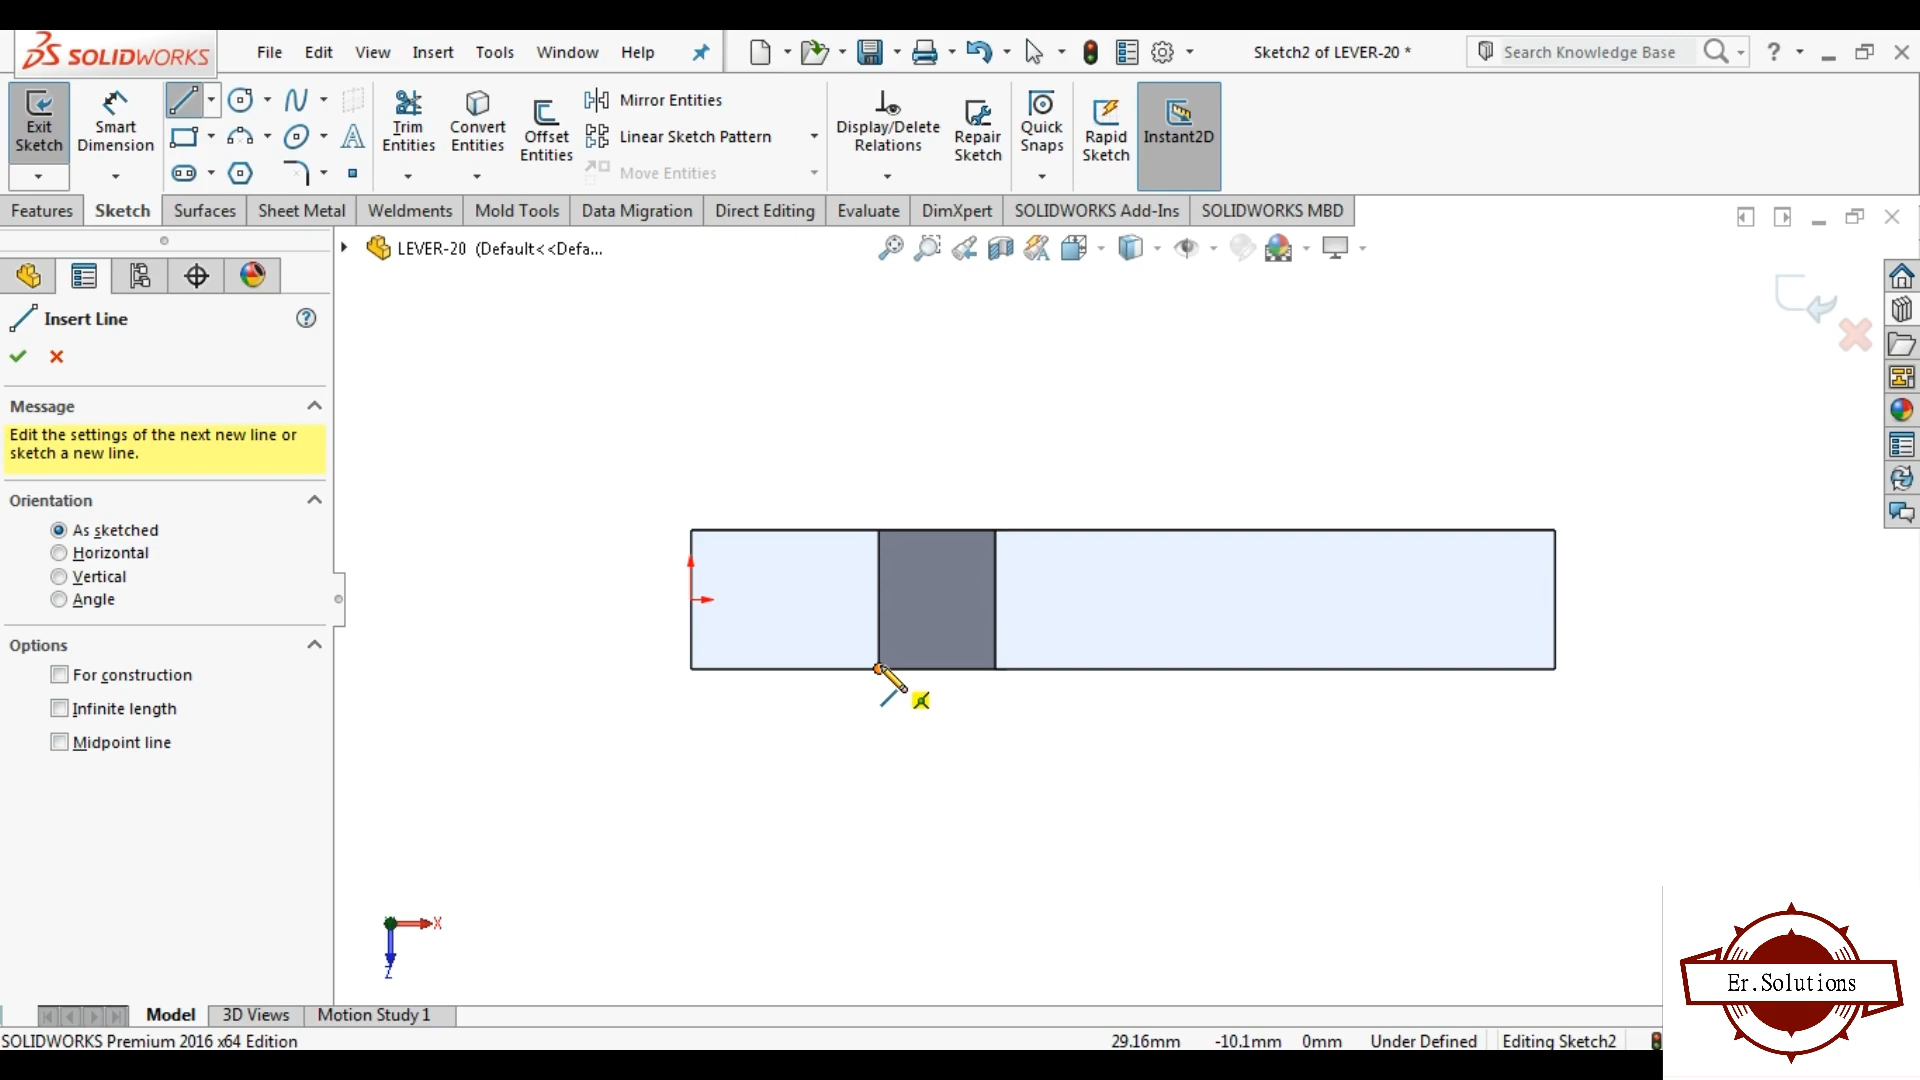 SOLIDWORKS
File Edit View Insert Tools Window Help
Sketch2 of LEVER-20 *
Search Knowledge Base
?
Exit Sketch
Smart Dimension
Trim Entities
Convert Entities
Offset Entities
Mirror Entities
Linear Sketch Pattern
Move Entities
Display/Delete Relations
Repair Sketch
Quick Snaps
Rapid Sketch
Instant2D
Features Sketch Surfaces Sheet Metal Weldments Mold Tools Data Migration Direct Editing Evaluate DimXpert SOLIDWORKS Add-Ins SOLIDWORKS MBD
LEVER-20 (Default<<Defa...
Insert Line
?
Message
Edit the settings of the next new line or
sketch a new line.
Orientation
As sketched
Horizontal
Vertical
Angle
Options
For construction
Infinite length
Midpoint line
X
Z
Er.Solutions
Model 3D Views Motion Study 1
SOLIDWORKS Premium 2016 x64 Edition
29.16mm -10.1mm 0mm Under Defined Editing Sketch2